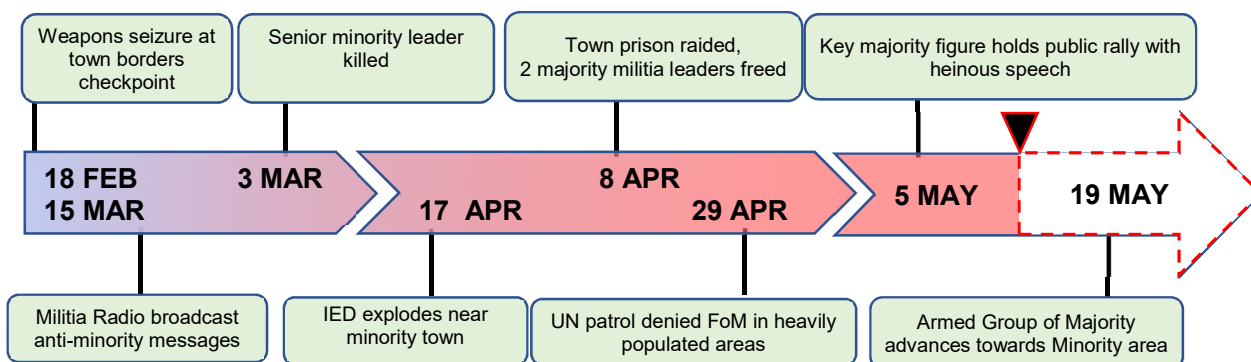 Weapons seizure at
town borders
checkpoint
Senior minority leader
killed
Town prison raided,
2 majority militia leaders freed
Key majority figure holds public rally with
heinous speech
18 FEB
3 MAR
8 APR
5 MAY
19 MAY
15 MAR
17 APR
29 APR
Militia Radio broadcast
anti-minority messages
IED explodes near
minority town
UN patrol denied FoM in heavily
populated areas
Armed Group of Majority
advances towards Minority area